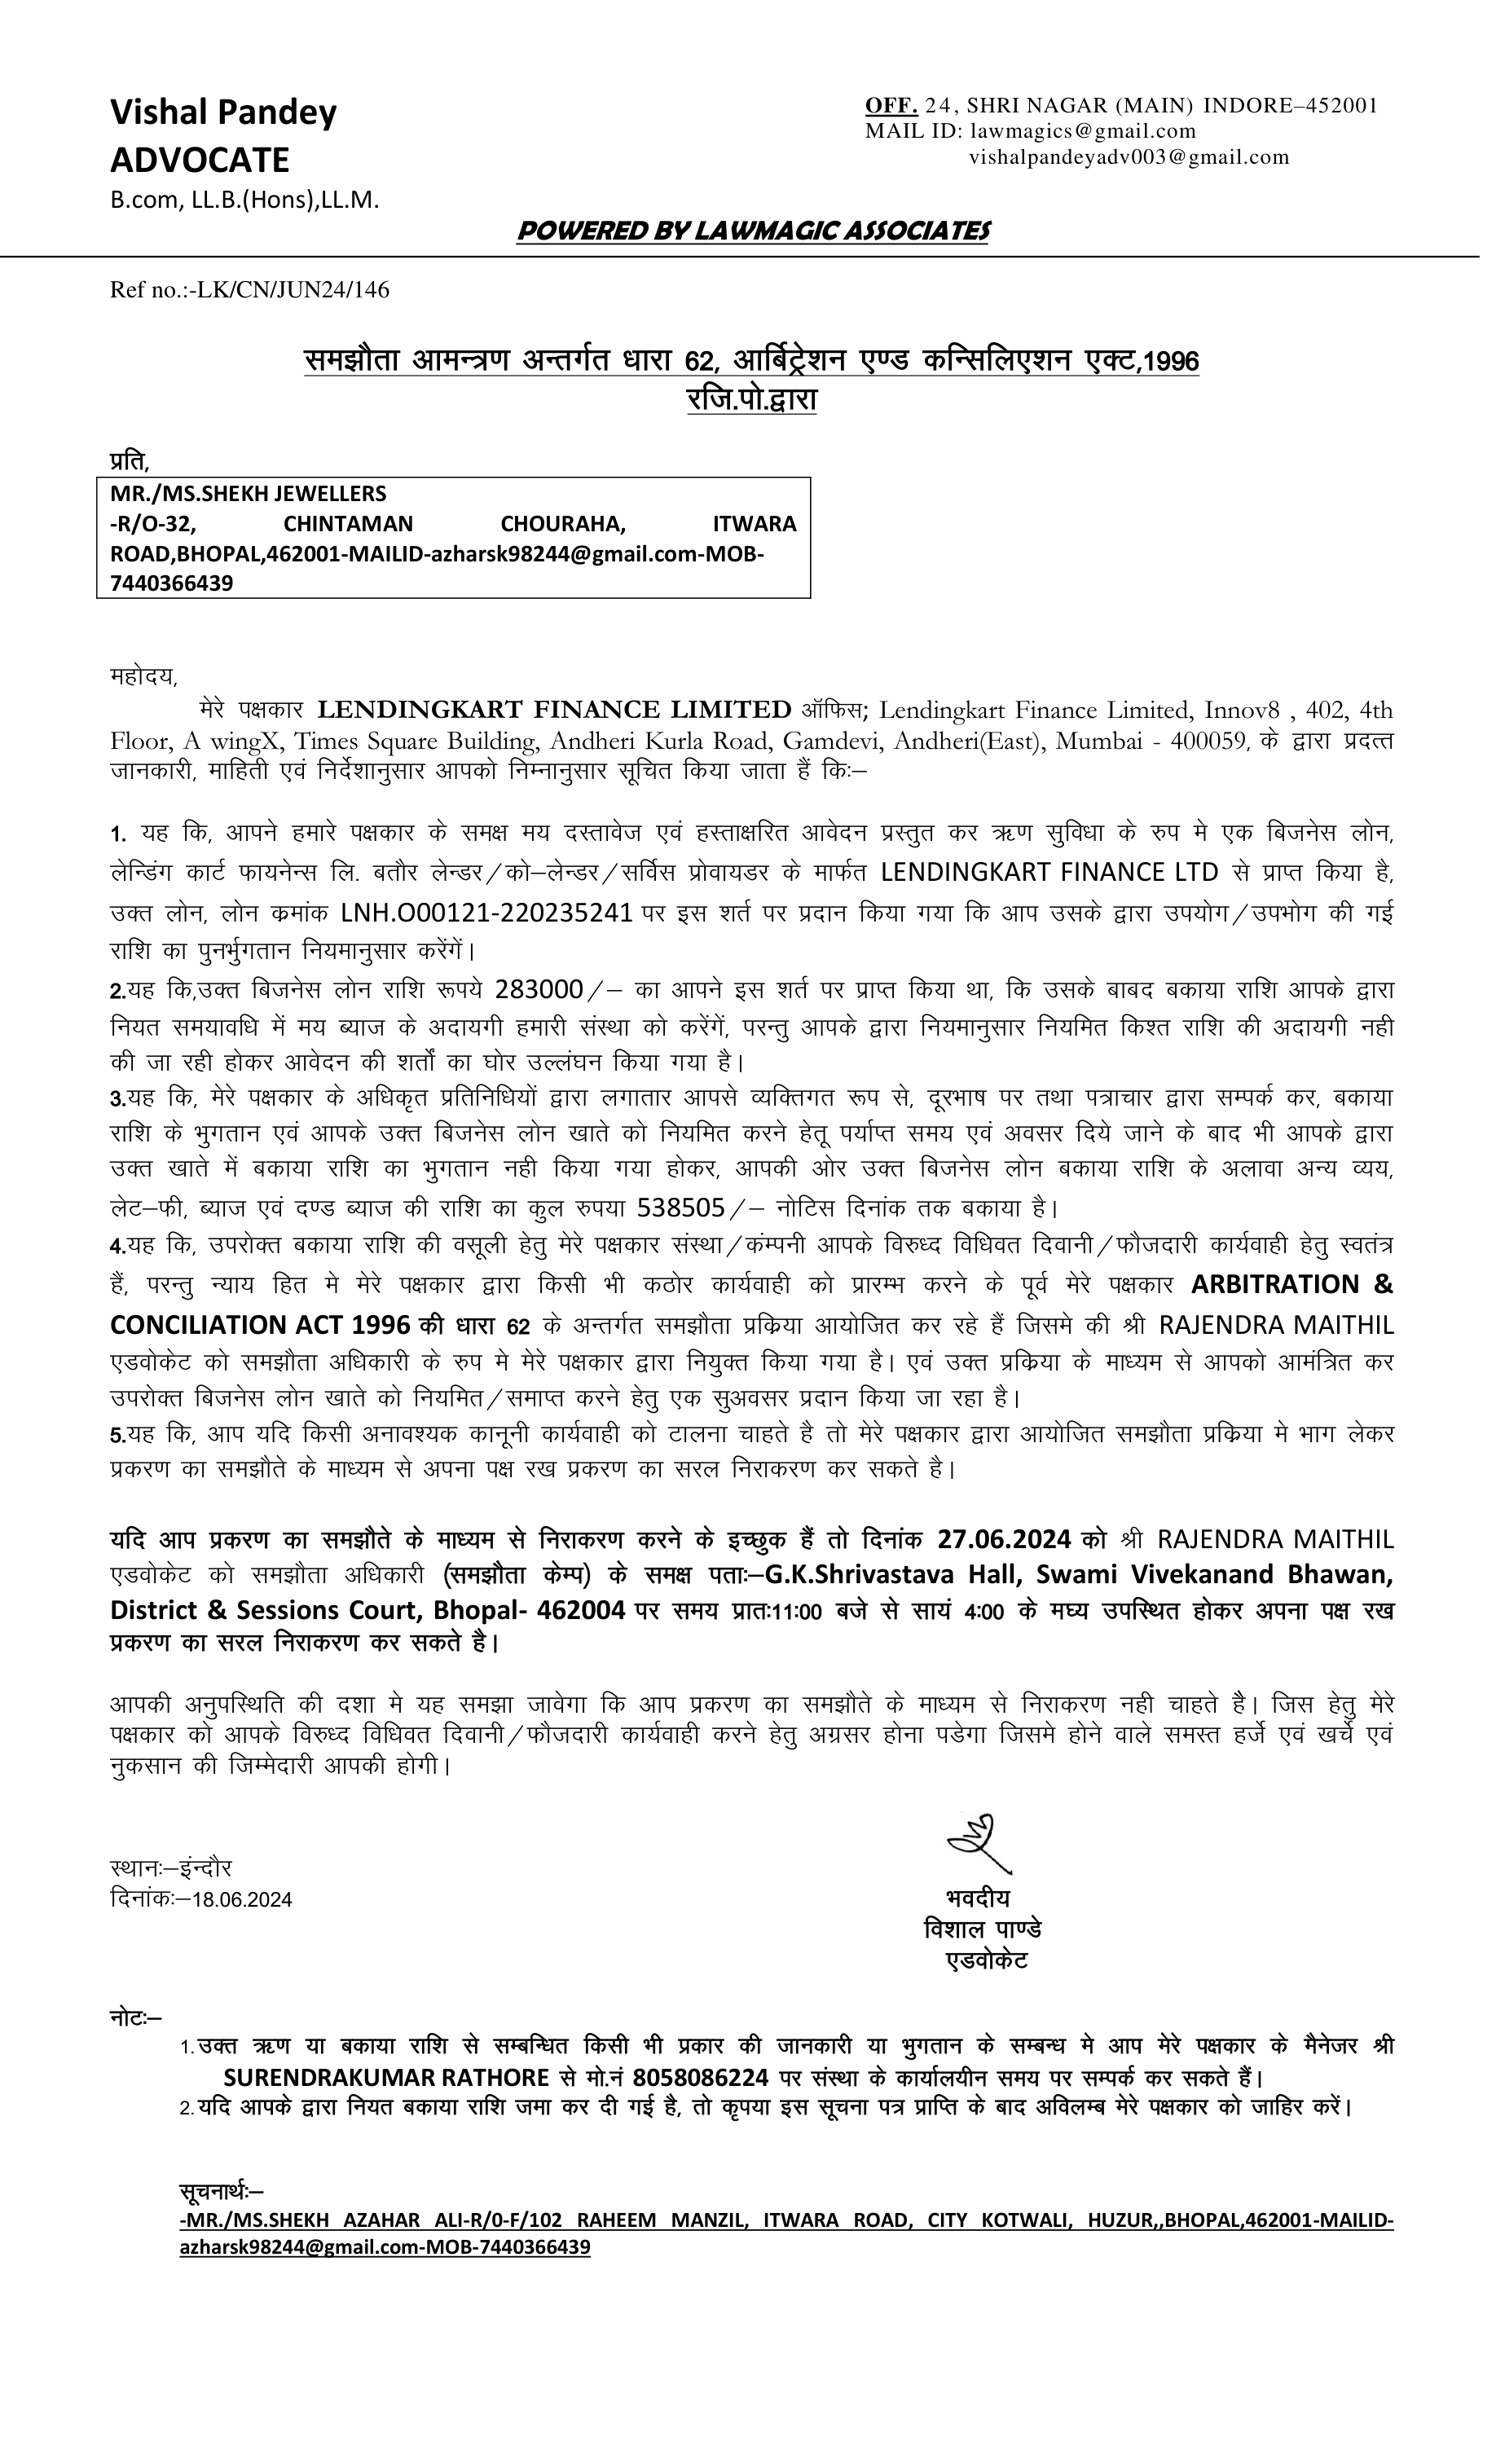 Vishal Pandey
ADVOCATE
B.com, LL.B.(Hons),LL.M.
OFF. 24, SHRI NAGAR (MAIN) INDORE–452001
MAIL ID: lawmagics@gmail.com
vishalpandeyadv003@gmail.com
POWERED BY LAWMAGIC ASSOCIATES
Ref no.:-LK/CN/JUN24/146
समझौता आमन्त्रण अन्तर्गत धारा 62, आर्बिट्रेशन एण्ड कन्सिलिएशन एक्ट,1996
रजि.पो.द्वारा
प्रति,
MR./MS.SHEKH JEWELLERS
-R/O-32, CHINTAMAN CHOURAHA, ITWARA
ROAD,BHOPAL,462001-MAILID-azharsk98244@gmail.com-MOB-
7440366439
महोदय,
मेरे पक्षकार LENDINGKART FINANCE LIMITED ऑफिस; Lendingkart Finance Limited, Innov8 , 402, 4th
Floor, A wingX, Times Square Building, Andheri Kurla Road, Gamdevi, Andheri(East), Mumbai - 400059, के द्वारा प्रदत्त
जानकारी, माहिती एवं निर्देशानुसार आपको निम्नानुसार सूचित किया जाता हैं कि:–
1. यह कि, आपने हमारे पक्षकार के समक्ष मय दस्तावेज एवं हस्ताक्षरित आवेदन प्रस्तुत कर ऋण सुविधा के रुप मे एक बिजनेस लोन,
लेन्डिंग कार्ट फायनेन्स लि. बतौर लेन्डर/को–लेन्डर/सर्विस प्रोवायडर के मार्फत LENDINGKART FINANCE LTD से प्राप्त किया है,
उक्त लोन, लोन क्रमांक LNH.O00121-220235241 पर इस शर्त पर प्रदान किया गया कि आप उसके द्वारा उपयोग/उपभोग की गई
राशि का पुनर्भुगतान नियमानुसार करेंगें।
2.यह कि,उक्त बिजनेस लोन राशि रूपये 283000/– का आपने इस शर्त पर प्राप्त किया था, कि उसके बाबद बकाया राशि आपके द्वारा
नियत समयावधि में मय ब्याज के अदायगी हमारी संस्था को करेंगें, परन्तु आपके द्वारा नियमानुसार नियमित किश्त राशि की अदायगी नही
की जा रही होकर आवेदन की शर्तों का घोर उल्लंघन किया गया है।
3.यह कि, मेरे पक्षकार के अधिकृत प्रतिनिधियों द्वारा लगातार आपसे व्यक्तिगत रूप से, दूरभाष पर तथा पत्राचार द्वारा सम्पर्क कर, बकाया
राशि के भुगतान एवं आपके उक्त बिजनेस लोन खाते को नियमित करने हेतू पर्याप्त समय एवं अवसर दिये जाने के बाद भी आपके द्वारा
उक्त खाते में बकाया राशि का भुगतान नही किया गया होकर, आपकी ओर उक्त बिजनेस लोन बकाया राशि के अलावा अन्य व्यय,
लेट–फी, ब्याज एवं दण्ड ब्याज की राशि का कुल रुपया 538505/– नोटिस दिनांक तक बकाया है।
4.यह कि, उपरोक्त बकाया राशि की वसूली हेतु मेरे पक्षकार संस्था/कंम्पनी आपके विरुध्द विधिवत दिवानी/फौजदारी कार्यवाही हेतु स्वतंत्र
हैं, परन्तु न्याय हित मे मेरे पक्षकार द्वारा किसी भी कठोर कार्यवाही को प्रारम्भ करने के पूर्व मेरे पक्षकार ARBITRATION &
CONCILIATION ACT 1996 की धारा 62 के अन्तर्गत समझौता प्रक्रिया आयोजित कर रहे हैं जिसमे की श्री RAJENDRA MAITHIL
एडवोकेट को समझौता अधिकारी के रुप मे मेरे पक्षकार द्वारा नियुक्त किया गया है। एवं उक्त प्रक्रिया के माध्यम से आपको आमंत्रित कर
उपरोक्त बिजनेस लोन खाते को नियमित/समाप्त करने हेतु एक सुअवसर प्रदान किया जा रहा है।
5.यह कि, आप यदि किसी अनावश्यक कानूनी कार्यवाही को टालना चाहते है तो मेरे पक्षकार द्वारा आयोजित समझौता प्रक्रिया मे भाग लेकर
प्रकरण का समझौते के माध्यम से अपना पक्ष रख प्रकरण का सरल निराकरण कर सकते है।
यदि आप प्रकरण का समझौते के माध्यम से निराकरण करने के इच्छुक हैं तो दिनांक 27.06.2024 को श्री RAJENDRA MAITHIL
एडवोकेट को समझौता अधिकारी (समझौता केम्प) के समक्ष पता:–G.K.Shrivastava Hall, Swami Vivekanand Bhawan,
District & Sessions Court, Bhopal- 462004 पर समय प्रात:11:00 बजे से सायं 4:00 के मघ्य उपस्थित होकर अपना पक्ष रख
प्रकरण का सरल निराकरण कर सकते है।
आपकी अनुपस्थिति की दशा मे यह समझा जावेगा कि आप प्रकरण का समझौते के माध्यम से निराकरण नही चाहते है। जिस हेतु मेरे
पक्षकार को आपके विरुध्द विधिवत दिवानी/फौजदारी कार्यवाही करने हेतु अग्रसर होना पडेगा जिसमे होने वाले समस्त हर्जे एवं खर्चे एवं
नुकसान की जिम्मेदारी आपकी होगी।
स्थान:–इंन्दौर
दिनांक:–18.06.2024
भवदीय
विशाल पाण्डे
एडवोकेट
नोट:–
1.उक्त ऋण या बकाया राशि से सम्बन्धित किसी भी प्रकार की जानकारी या भुगतान के सम्बन्ध मे आप मेरे पक्षकार के मैनेजर श्री
SURENDRAKUMAR RATHORE से मो.नं 8058086224 पर संस्था के कार्यालयीन समय पर सम्पर्क कर सकते हैं।
2.यदि आपके द्वारा नियत बकाया राशि जमा कर दी गई है, तो कृपया इस सूचना पत्र प्राप्ति के बाद अविलम्ब मेरे पक्षकार को जाहिर करें।
सूचनार्थ:–
-MR./MS.SHEKH AZAHAR ALI-R/0-F/102 RAHEEM MANZIL, ITWARA ROAD, CITY KOTWALI, HUZUR,,BHOPAL,462001-MAILID-
azharsk98244@gmail.com-MOB-7440366439